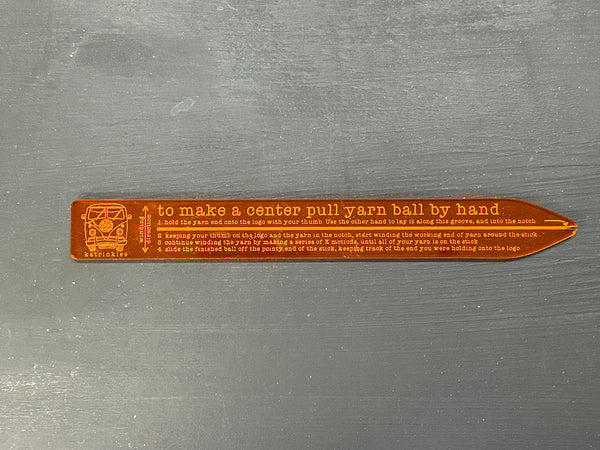 to make a center pull yarn ball by hand:
1 hold the yarn end onto the logo with your thumb. Use the other hand to lay it along this groove, and into the notch
2 keeping your thumb on the logo and the yarn in the notch, start winding the working end of yarn around the stick
3 continue winding the yarn by making a series of X motions, until all of your yarn is on the stick
4 slide the finished ball off the pointy end of the stick, keeping track of the end you were holding onto the logo
winding
direction
katrinkles